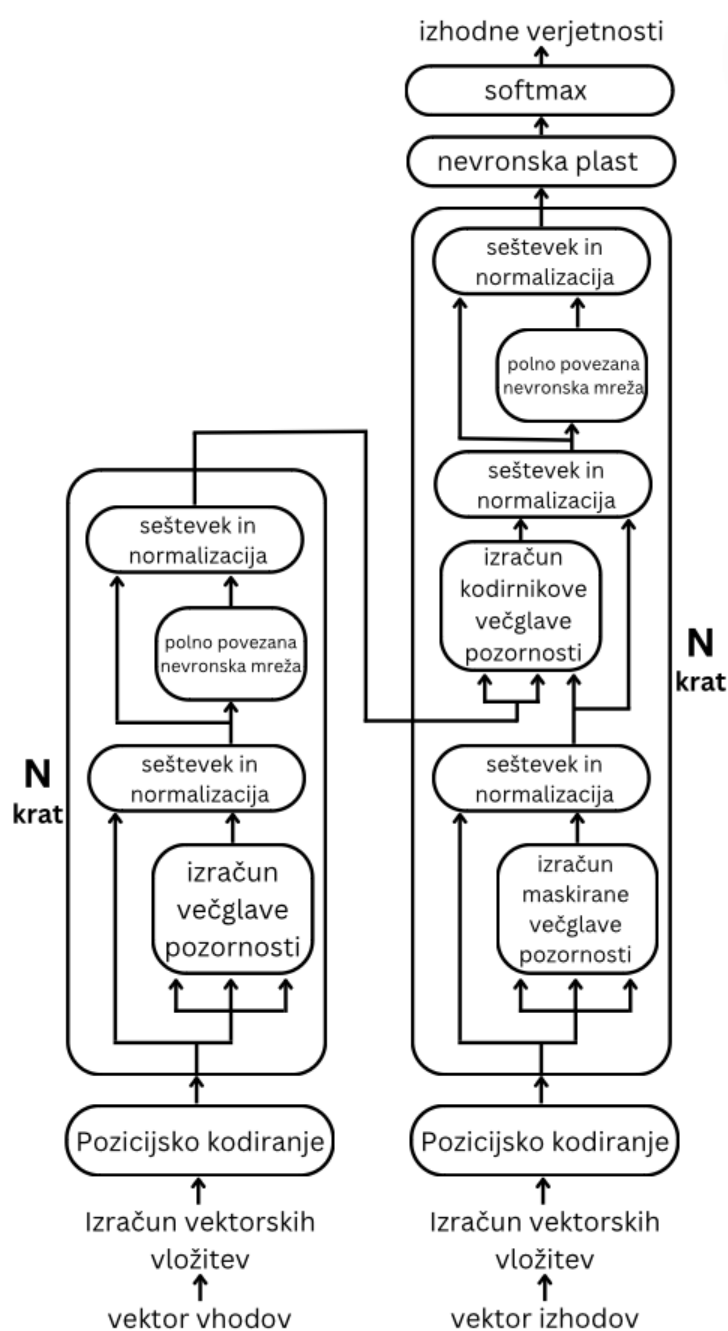 izhodne verjetnosti
softmax
nevronska plast
seštevek in
normalizacija
polno povezana
nevronska mreža
seštevek in
normalizacija
izračun
kodirnikove
večglave
pozornosti
N
krat
seštevek in
normalizacija
izračun
maskirane
večglave
pozornosti
Pozicijsko kodiranje
Izračun vektorskih
vložitev
vektor izhodov
seštevek in
normalizacija
polno povezana
nevronska mreža
seštevek in
normalizacija
N
krat
izračun
večglave
pozornosti
Pozicijsko kodiranje
Izračun vektorskih
vložitev
vektor vhodov